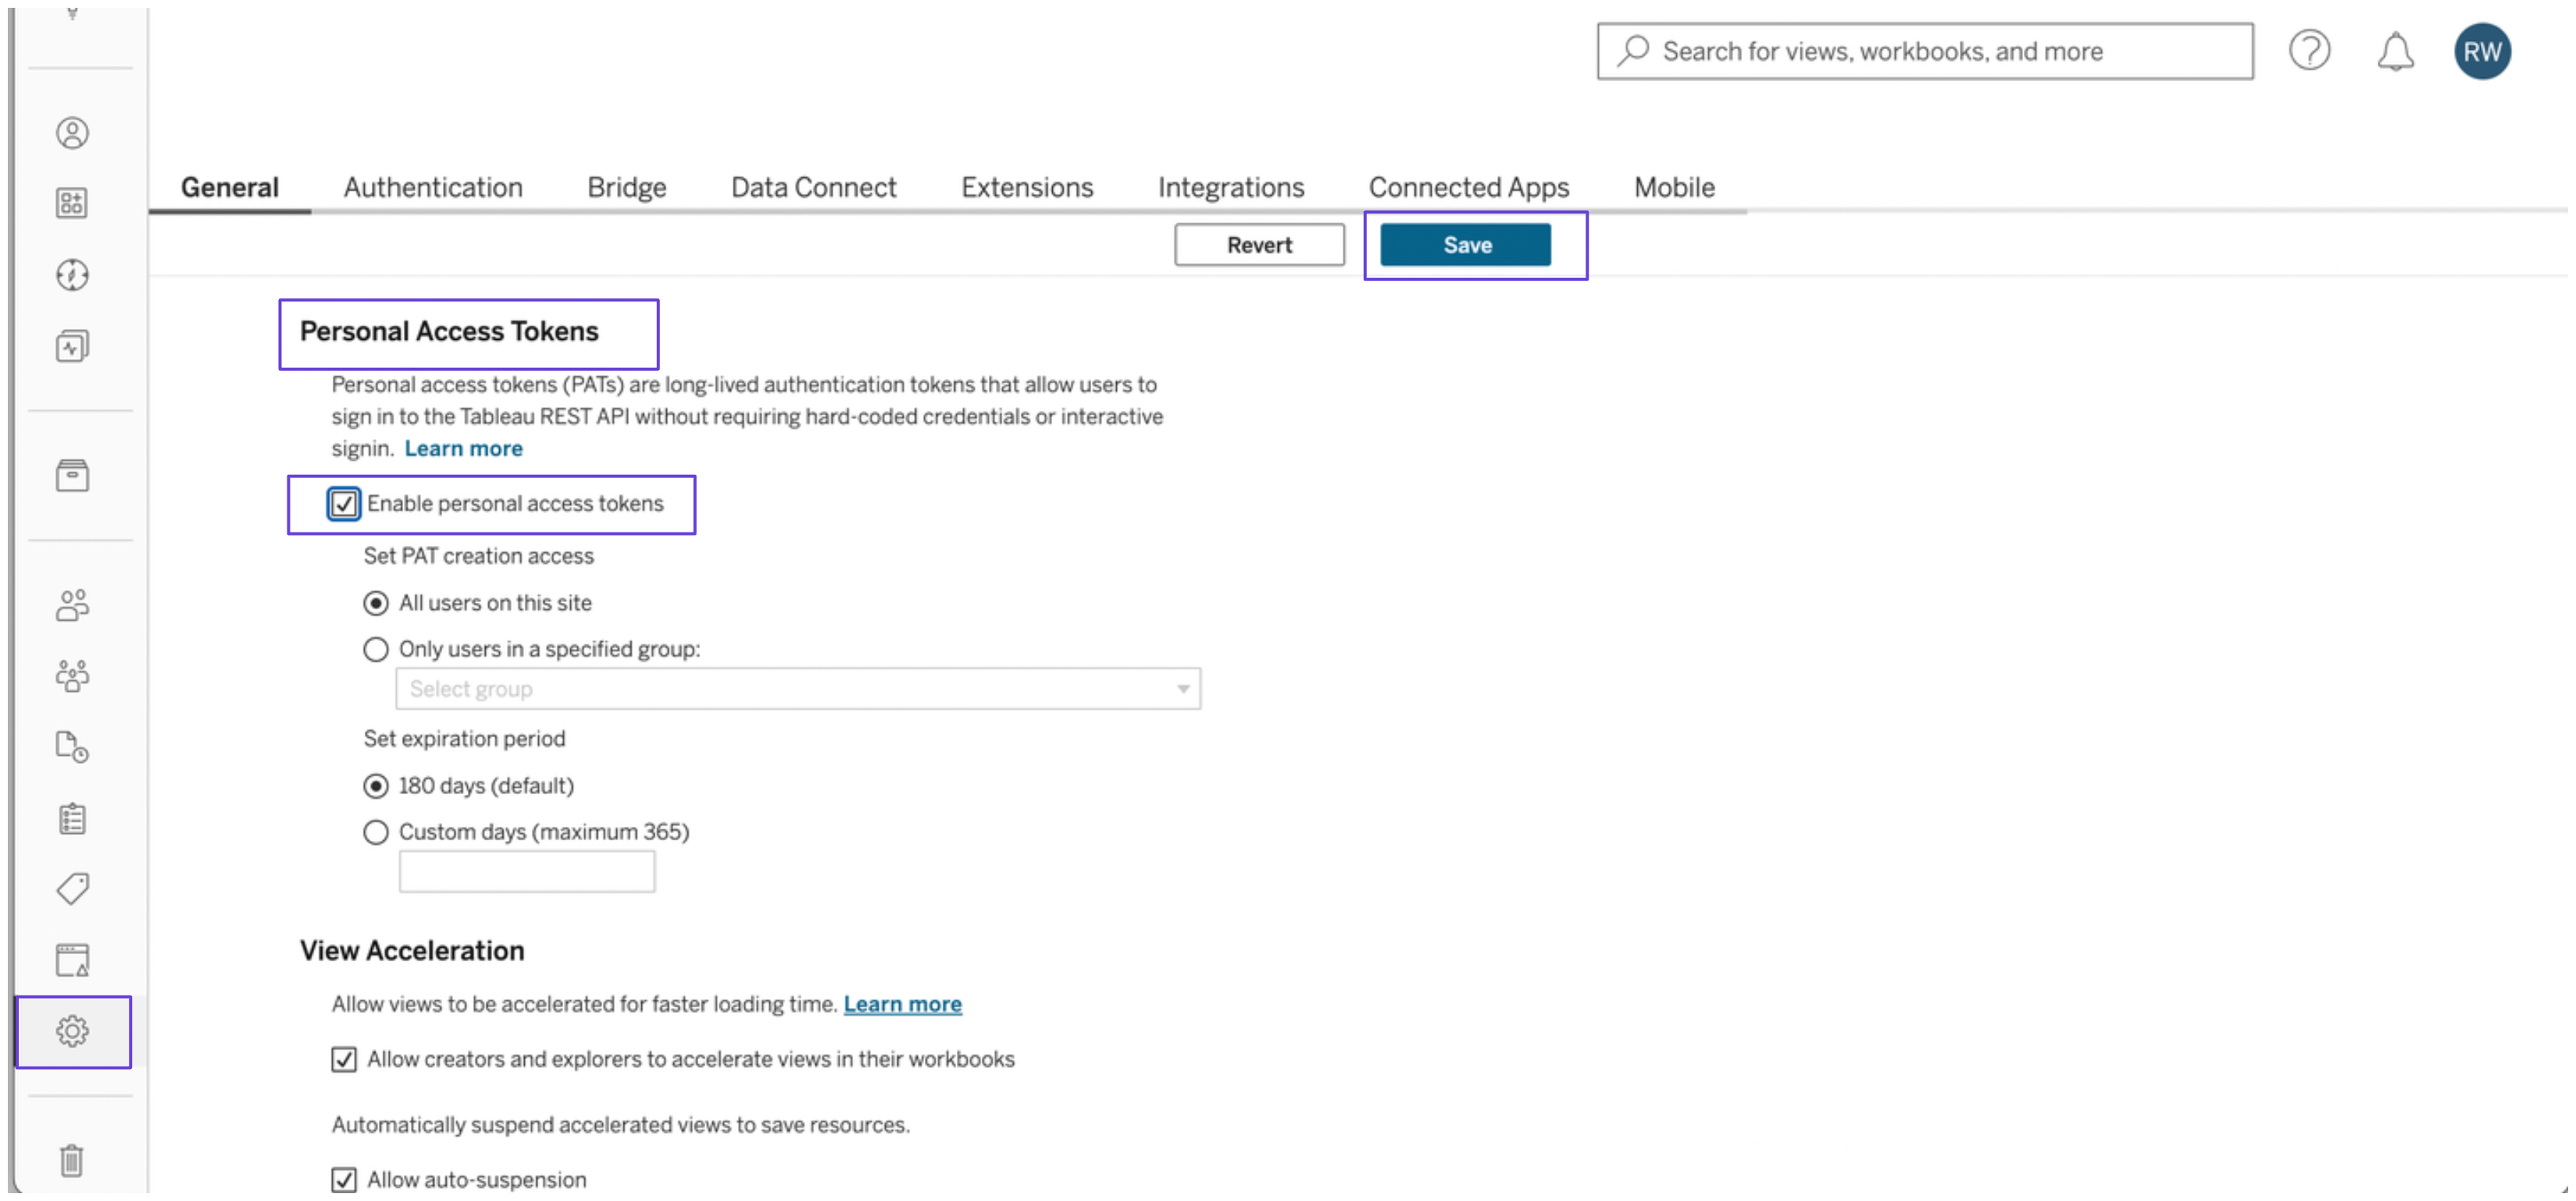 Search for views, workbooks, and more
RW
General Authentication Bridge Data Connect Extensions Integrations Connected Apps Mobile
Revert Save
Personal Access Tokens
Personal access tokens (PATs) are long-lived authentication tokens that allow users to
sign in to the Tableau REST API without requiring hard-coded credentials or interactive
signin. Learn more
Enable personal access tokens
Set PAT creation access
All users on this site
Only users in a specified group:
Select group
Set expiration period
180 days (default)
Custom days (maximum 365)
View Acceleration
Allow views to be accelerated for faster loading time. Learn more
Allow creators and explorers to accelerate views in their workbooks
Automatically suspend accelerated views to save resources.
Allow auto-suspension